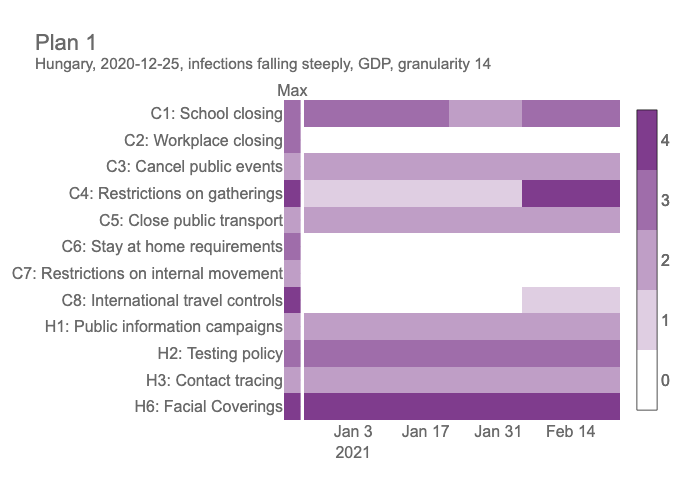 Plan 1
Hungary, 2020-12-25, infections falling steeply, GDP, granularity 14
Max
C1: School closing
C2: Workplace closing
C3: Cancel public events
C4: Restrictions on gatherings
C5: Close public transport
C6: Stay at home requirements
C7: Restrictions on internal movement
C8: International travel controls
H1: Public information campaigns
H2: Testing policy
H3: Contact tracing
H6: Facial Coverings
Jan 3 Jan 17 Jan 31 Feb 14
2021
4
3
2
1
0